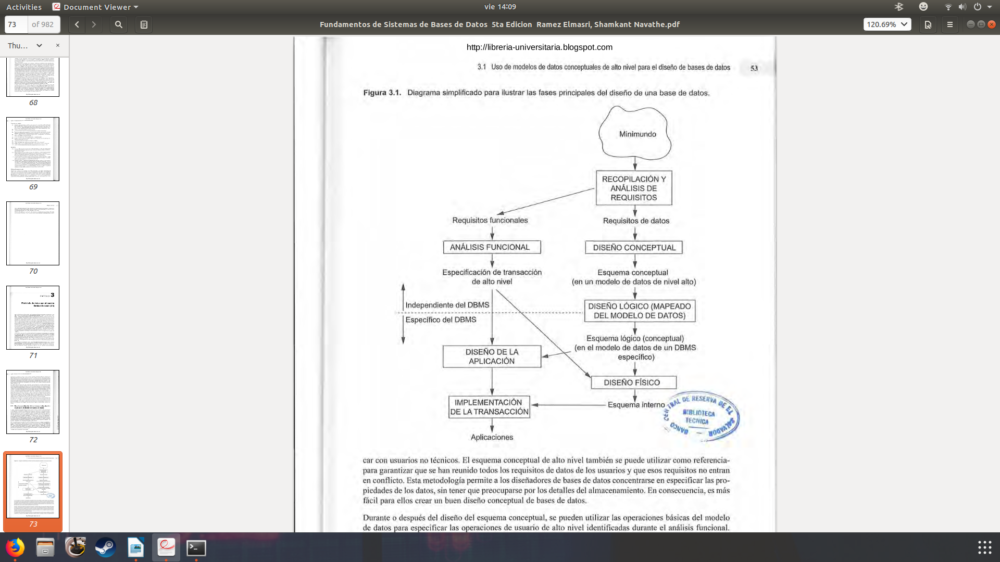 Activities
Document Viewer
vie 14:09
73
of 982
Fundamentos de Sistemas de Bases de Datos 5ta Edicion Ramez Elmasri, Shamkant Navathe.pdf
120.69%
Thu...
68
69
70
CAPÍTULO 3
Modelado de datos con el modelo
Entidad-Relación (ER)
71
72
73
http://libreria-universitaria.blogspot.com
3.1 Uso de modelos de datos conceptuales de alto nivel para el diseño de bases de datos 53
Figura 3.1. Diagrama simplificado para ilustrar las fases principales del diseño de una base de datos.
Minimundo
RECOPILACIÓN Y
ANÁLISIS DE
REQUISITOS
Requisitos funcionales
Requisitos de datos
ANÁLISIS FUNCIONAL
DISEÑO CONCEPTUAL
Especificación de transacción
de alto nivel
Esquema conceptual
(en un modelo de datos de nivel alto)
Independiente del DBMS
Específico del DBMS
DISEÑO LÓGICO (MAPEADO
DEL MODELO DE DATOS)
Esquema lógico (conceptual)
(en el modelo de datos de un DBMS
específico)
DISEÑO DE LA
APLICACIÓN
DISEÑO FÍSICO
IMPLEMENTACIÓN
DE LA TRANSACCIÓN
Esquema interno
Aplicaciones
BANCO CENTRAL DE RESERVA DE EL SALVADOR
BIBLIOTECA
TECNICA
car con usuarios no técnicos. El esquema conceptual de alto nivel también se puede utilizar como referencia-
para garantizar que se han reunido todos los requisitos de datos de los usuarios y que esos requisitos no entran
en conflicto. Esta metodología permite a los diseñadores de bases de datos concentrarse en especificar las pro-
piedades de los datos, sin tener que preocuparse por los detalles del almacenamiento. En consecuencia, es más
fácil para ellos crear un buen diseño conceptual de bases de datos.
Durante o después del diseño del esquema conceptual, se pueden utilizar las operaciones básicas del modelo
de datos para especificar las operaciones de usuario de alto nivel identificadas durante el análisis funcional.